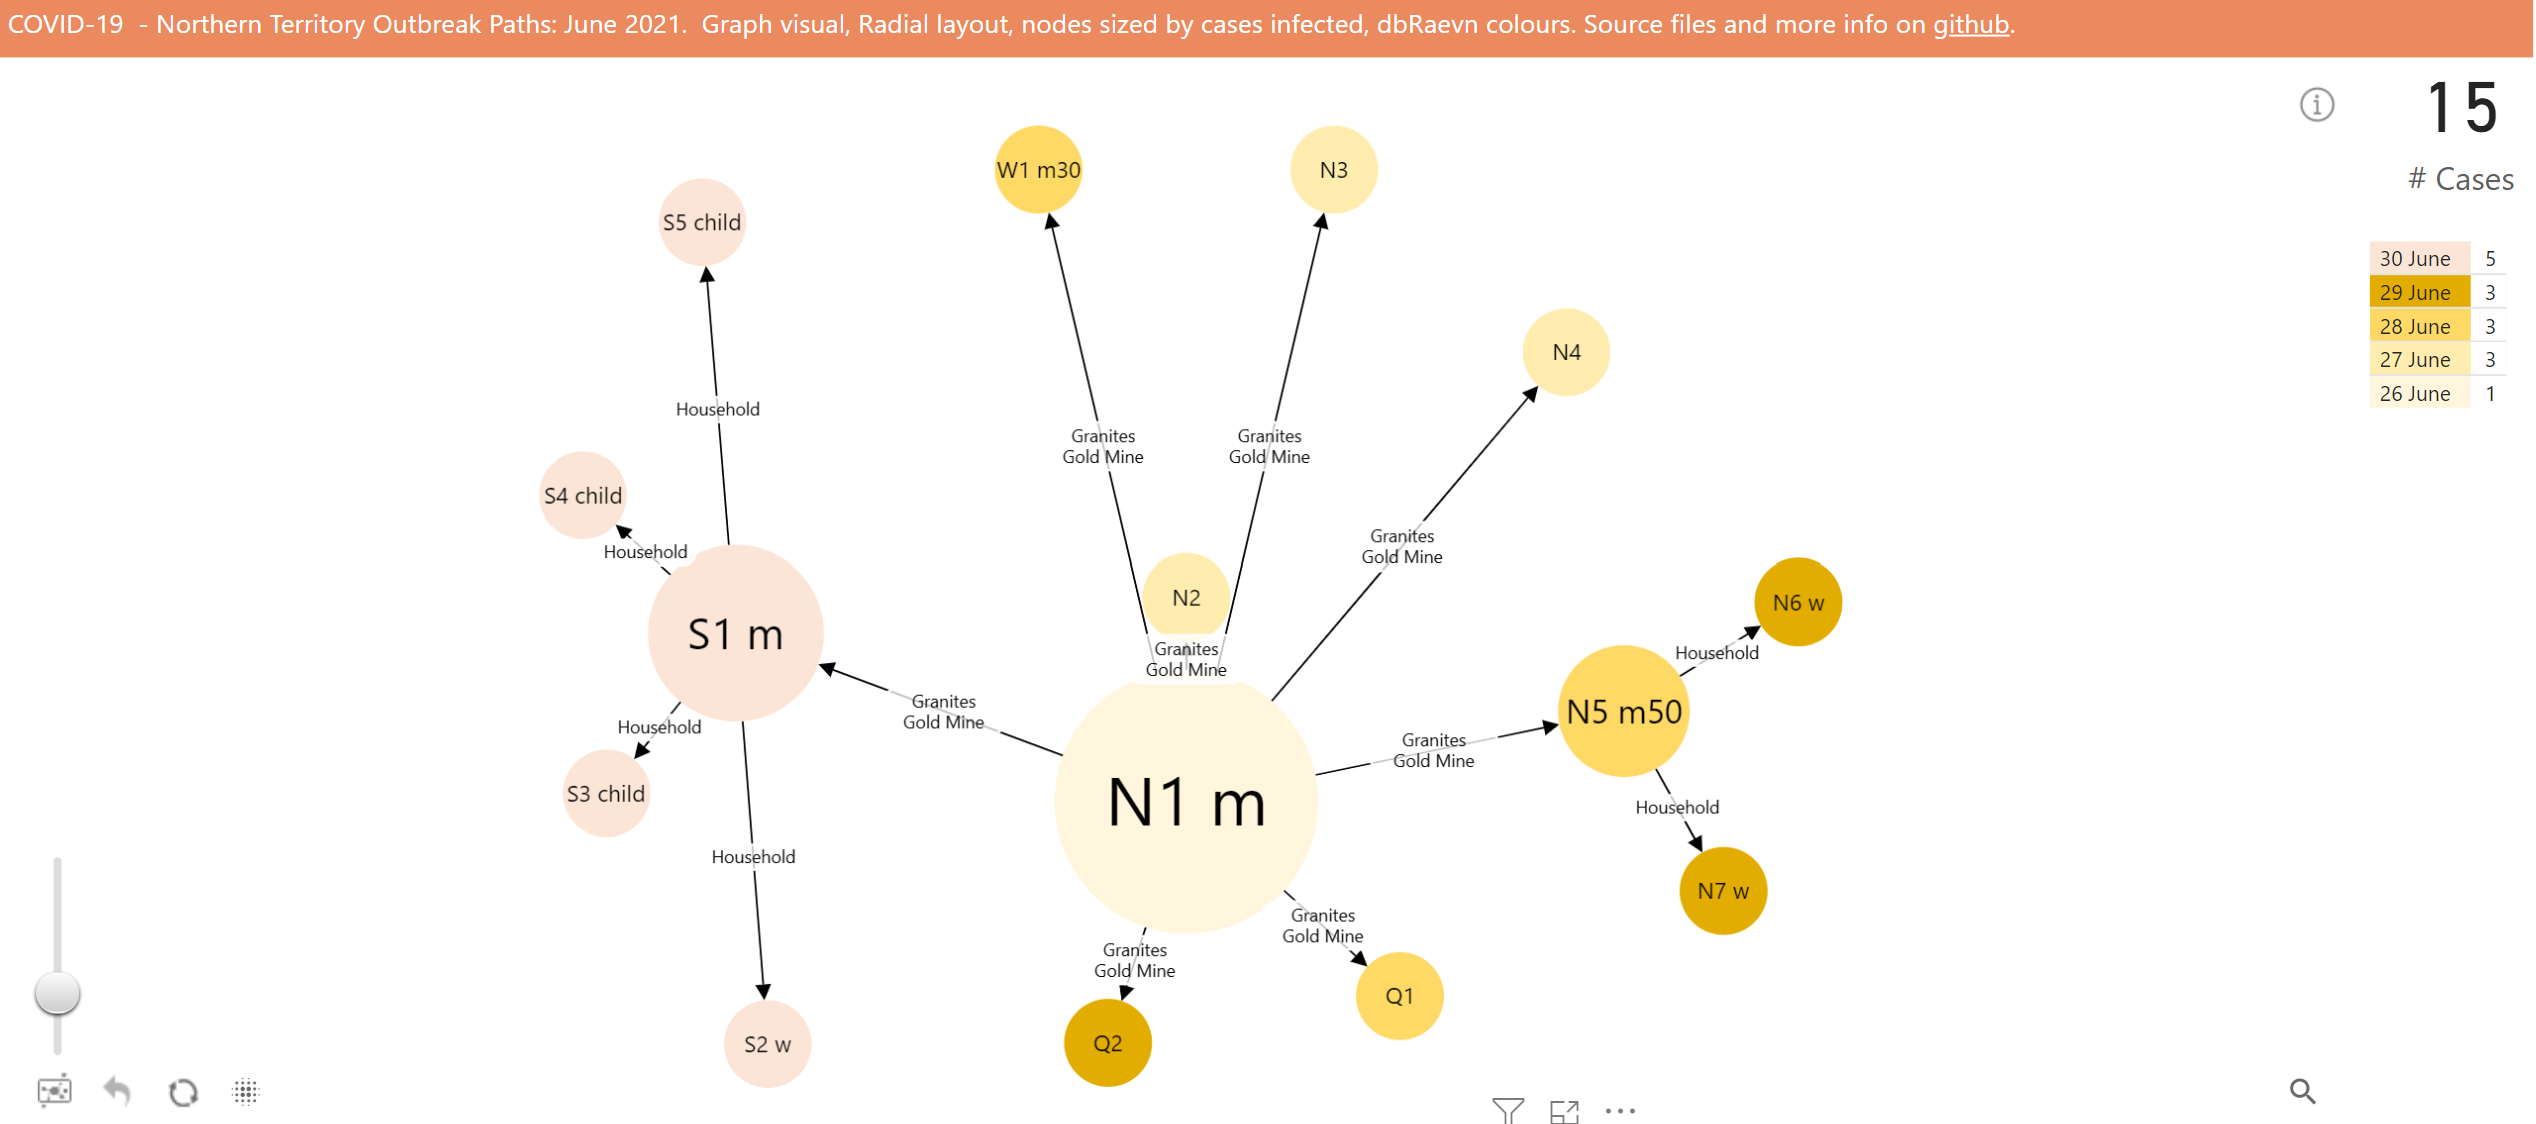 COVID-19 - Northern Territory Outbreak Paths: June 2021. Graph visual, Radial layout, nodes sized by cases infected, dbRaevn colours. Source files and more info on github.
15
# Cases
30 June 5
29 June 3
28 June 3
27 June 3
26 June 1
W1 m30
N3
S5 child
N4
Household
Granites
Gold Mine
Granites
Gold Mine
S4 child
Household
Granites
Gold Mine
N2
N6 w
S1 m
Granites
Gold Mine
Household
Granites
Gold Mine
N5 m50
Household
Granites
Gold Mine
S3 child
N1 m
Household
Household
N7 w
Granites
Gold Mine
Granites
Gold Mine
Q1
S2 w
Q2